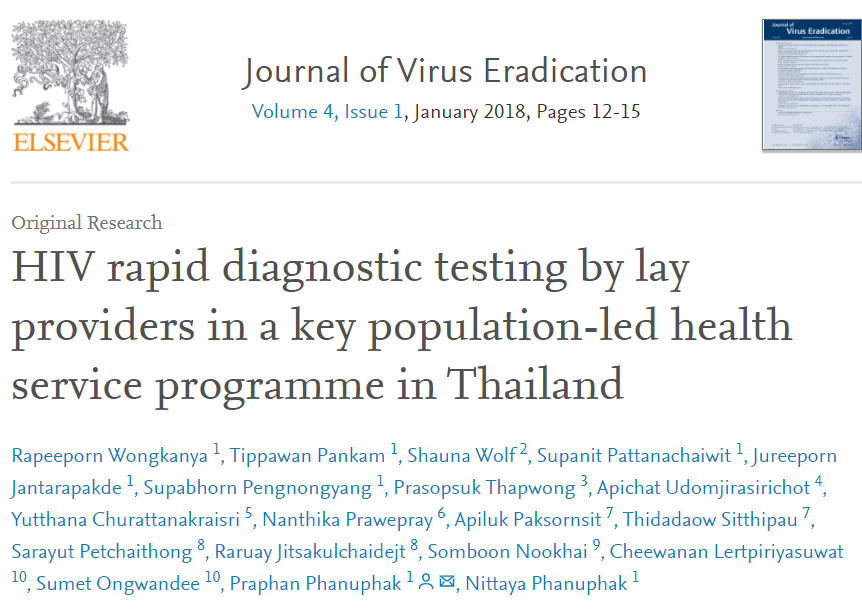 ELSEVIER
Journal of Virus Eradication
Volume 4, Issue 1, January 2018, Pages 12-15
Journal of
Virus Eradication
Original Research
HIV rapid diagnostic testing by lay
providers in a key population-led health
service programme in Thailand
Rapeeporn Wongkanya 1, Tippawan Pankam 1, Shauna Wolf 2, Supanit Pattanachaiwit 1, Jureeporn
Jantarapakde 1, Supabhorn Pengnongyang 1, Prasopsuk Thapwong 3, Apichat Udomjirasirichot 4,
Yutthana Churattanakraisri 5, Nanthika Prawepray 6, Apiluk Paksornsit 7, Thidadaow Sitthipau 7,
Sarayut Petchaithong 8, Raruay Jitsakulchaidejt 8, Somboon Nookhai 9, Cheewanan Lertpiriyasuwat
10, Sumet Ongwandee 10, Praphan Phanuphak 1, Nittaya Phanuphak 1